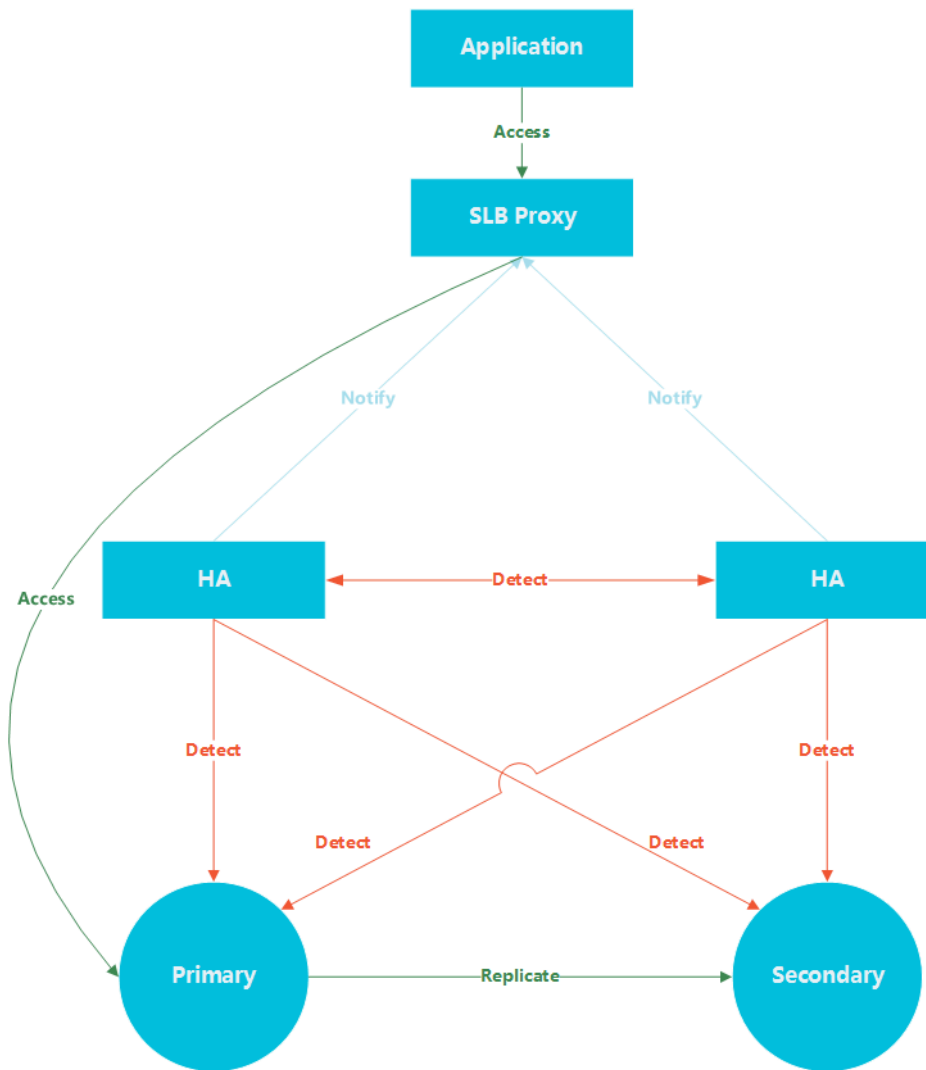 Application
Access
SLB Proxy
Notify
Notify
HA
Detect
HA
Access
Detect
Detect
Detect
Detect
Primary
Replicate
Secondary